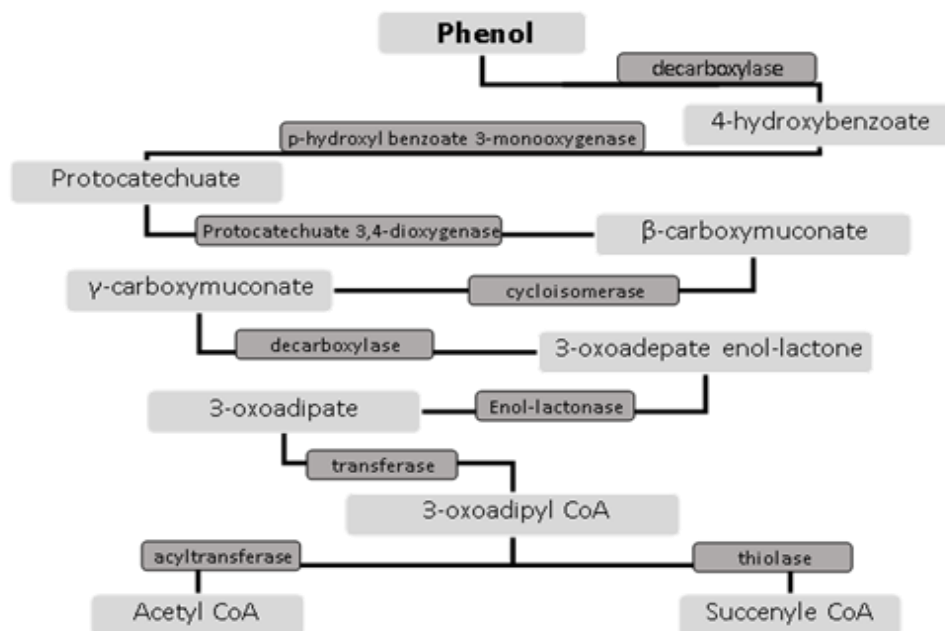 Phenol
decarboxylase
4-hydroxybenzoate
p-hydroxyl benzoate 3-monooxygenase
Protocatechuate
Protocatechuate 3,4-dioxygenase
β-carboxymuconate
γ-carboxymuconate
cycloisomerase
decarboxylase
3-oxoadepate enol-lactone
3-oxoadipate
Enol-lactonase
transferase
3-oxoadipyl CoA
acyltransferase
thiolase
Acetyl CoA
Succenyle CoA